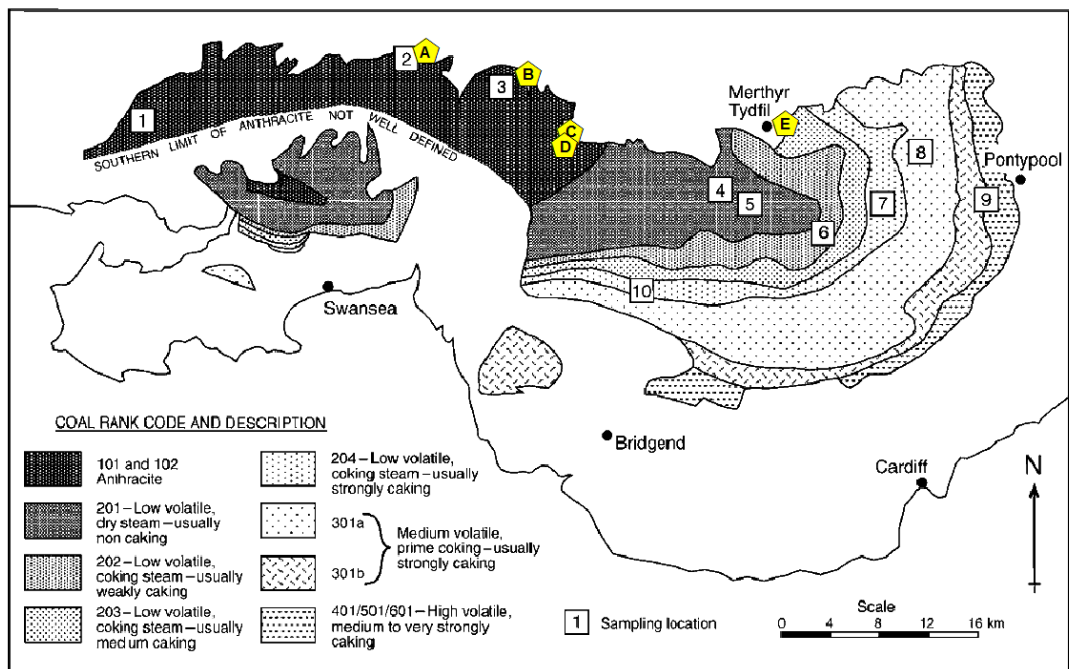 2
A
3
B
1
C
D
SOUTHERN LIMIT OF ANTHRACITE NOT WELL DEFINED
Merthyr
Tydfil
E
8
Pontypool
4
5
7
9
6
10
Swansea
Bridgend
Cardiff
N
COAL RANK CODE AND DESCRIPTION
101 and 102
Anthracite
201–Low volatile,
dry steam–usually
non caking
202–Low volatile,
coking steam–usually
weakly caking
203–Low volatile,
coking steam–usually
medium caking
204–Low volatile,
coking steam–usually
strongly caking
301a
Medium volatile,
prime coking–usually
strongly caking
301b
401/501/601–High volatile,
medium to very strongly
caking
1 Sampling location
Scale
0 4 8 12 16 km